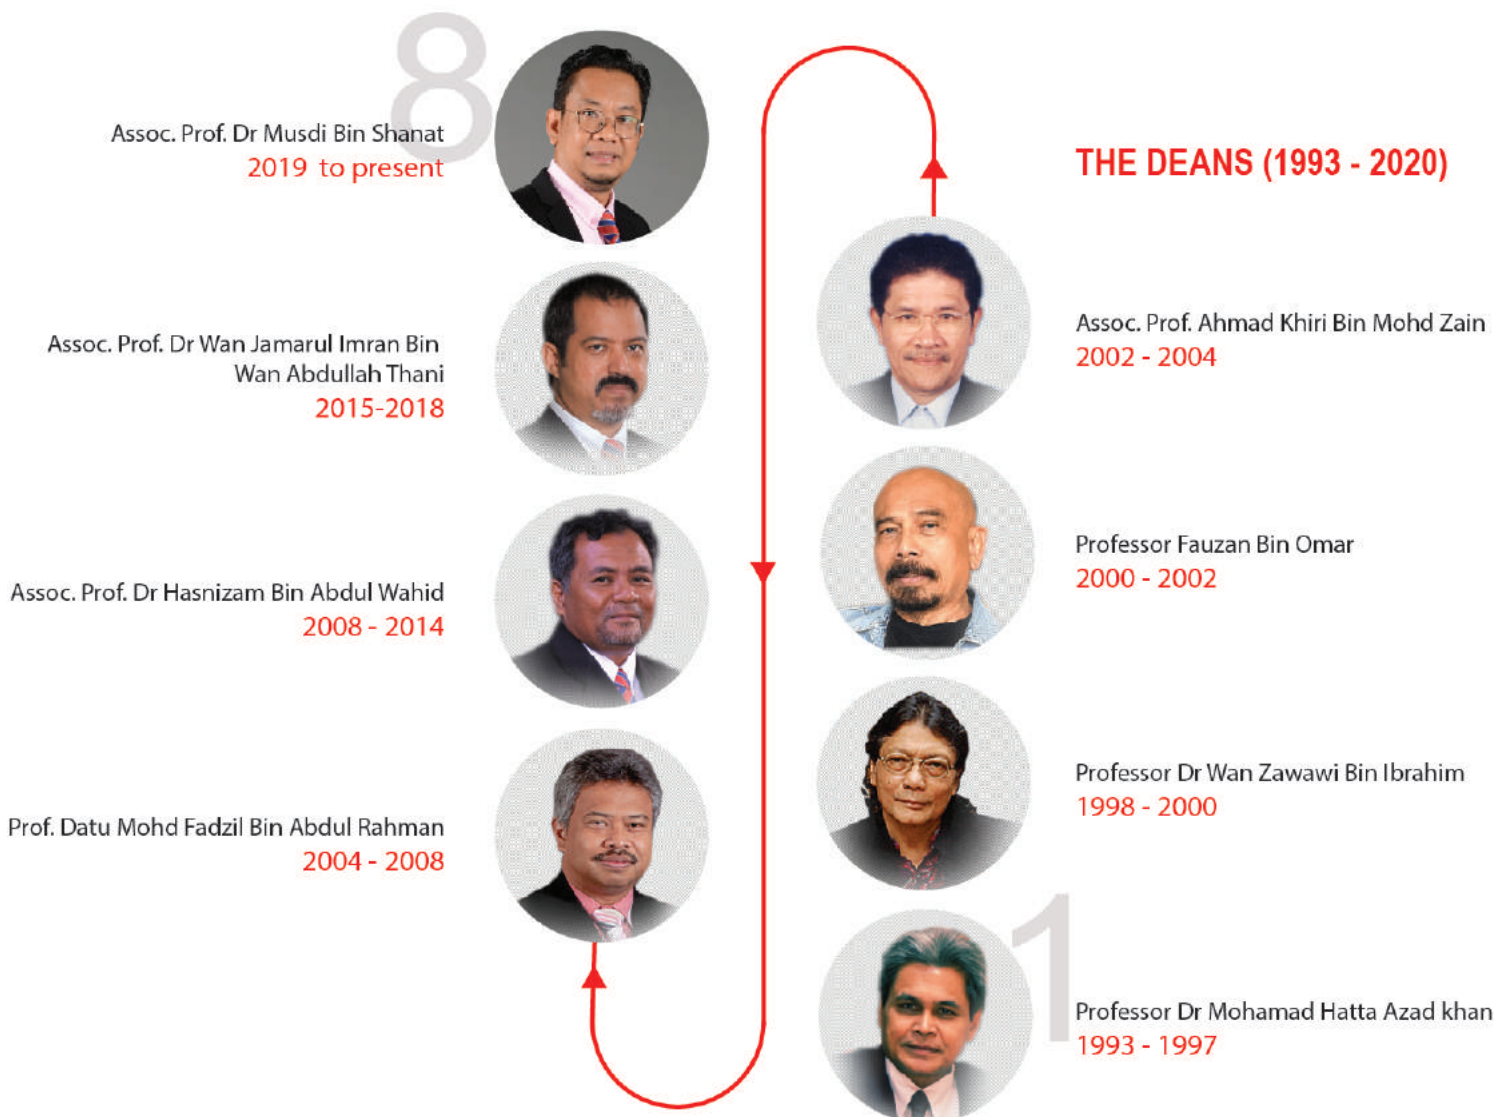 8
Assoc. Prof. Dr Musdi Bin Shanat
2019 to present
Assoc. Prof. Dr Wan Jamarul Imran Bin
Wan Abdullah Thani
2015-2018
Assoc. Prof. Dr Hasnizam Bin Abdul Wahid
2008 - 2014
Prof. Datu Mohd Fadzil Bin Abdul Rahman
2004 - 2008
THE DEANS (1993 - 2020)
Assoc. Prof. Ahmad Khiri Bin Mohd Zain
2002 - 2004
Professor Fauzan Bin Omar
2000 - 2002
Professor Dr Wan Zawawi Bin Ibrahim
1998 - 2000
1
Professor Dr Mohamad Hatta Azad khan
1993 - 1997